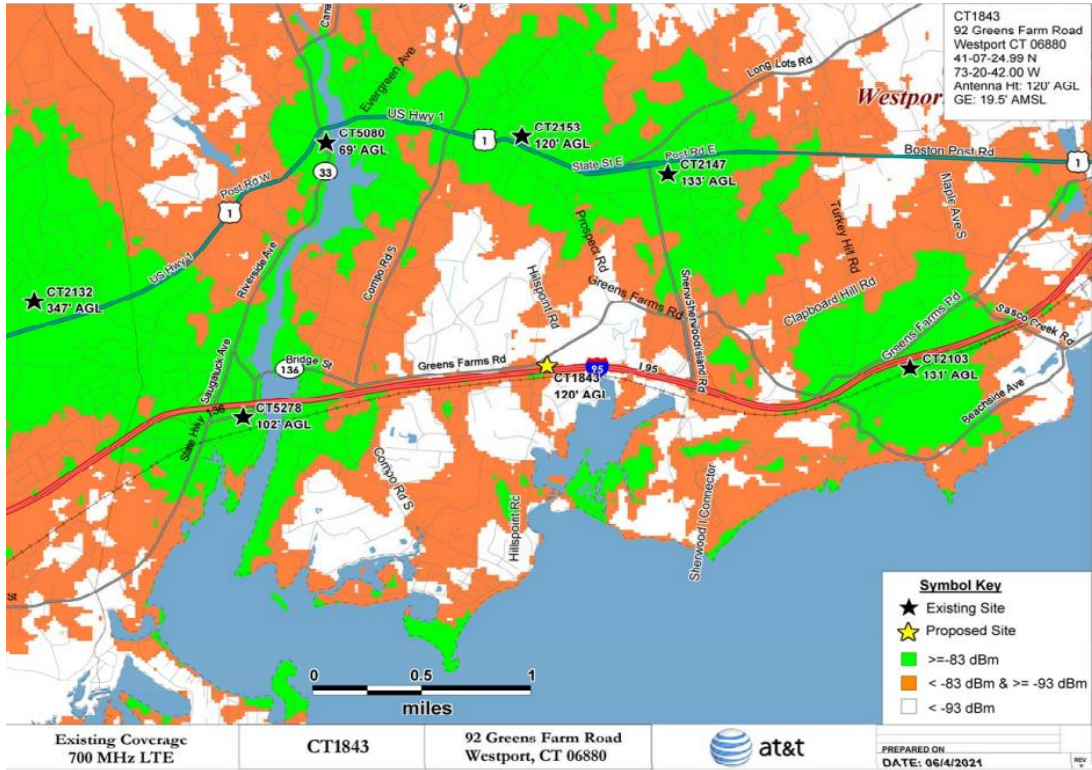 CT1843
92 Greens Farm Road
Westport CT 06880
41-07-24.99 N
73-20-42.00 W
Antenna Ht: 120' AGL
GE: 19.5' AMSL
Westpor
Cana
Evergreen Ave
US Hwy 1
Long Lots Rd
CT5080
69' AGL
1
CT2153
120' AGL
State St E
Post Rd E
CT2147
133' AGL
Boston Post Rd
1
33
Post Rd W
1
US Hwy 1
Riverside Ave
Compo Rd S
Prospect Rd
Maple Ave S
Turkey Hill Rd
CT2132
347' AGL
Hillspoint Rd
Greens Farms Rd
Sherwood Island Rd
Clapboard Hill Rd
Greens Farms Rd
Sasco Creek Rd
Saugatuck Ave
Bridge St
136
Greens Farms Rd
95
I 95
CT1843
120' AGL
CT2103
131' AGL
Beachside Ave
CT5278
102' AGL
State Hwy 136
Compo Rd S
Hillspoint Rd
Sherwood I Connector
St
0 0.5 1
miles
Symbol Key
Existing Site
Proposed Site
>=-83 dBm
< -83 dBm & >= -93 dBm
< -93 dBm
Existing Coverage
700 MHz LTE
CT1843
92 Greens Farm Road
Westport, CT 06880
at&t
PREPARED ON
DATE: 06/4/2021
REV